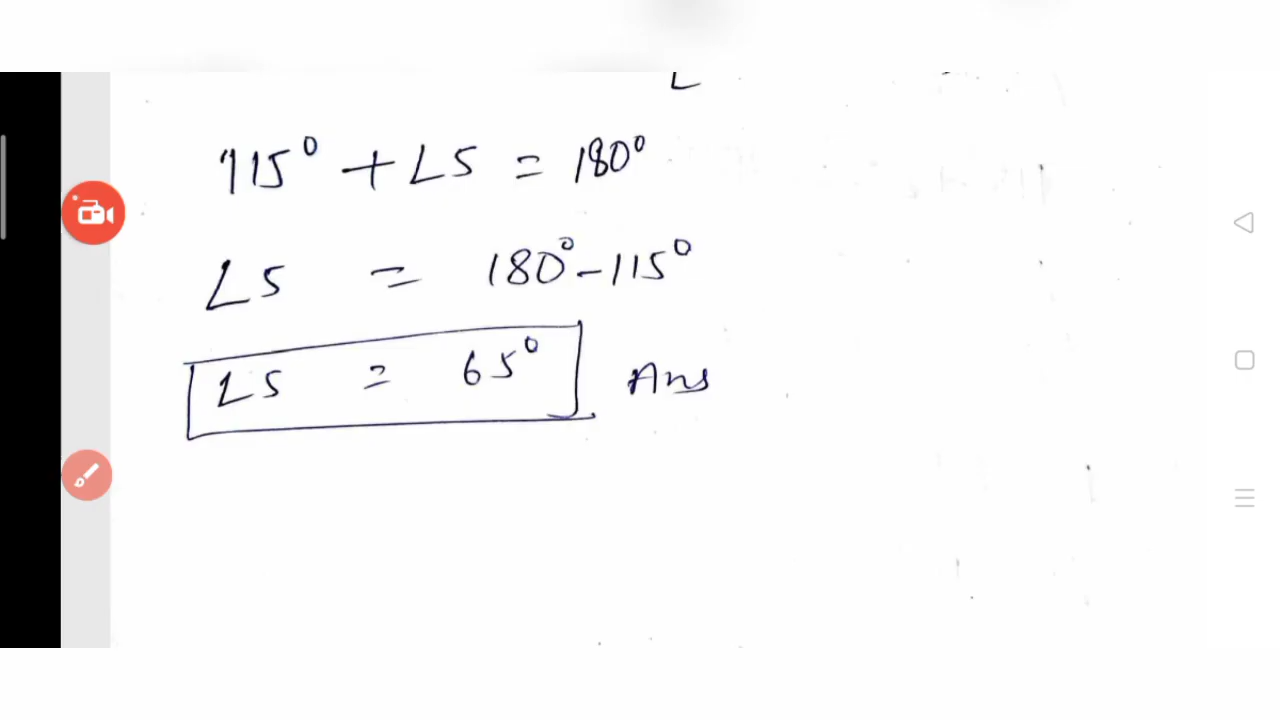 115° + ∠5 = 180°
∠5 = 180° - 115°
∠5 = 65° Ans